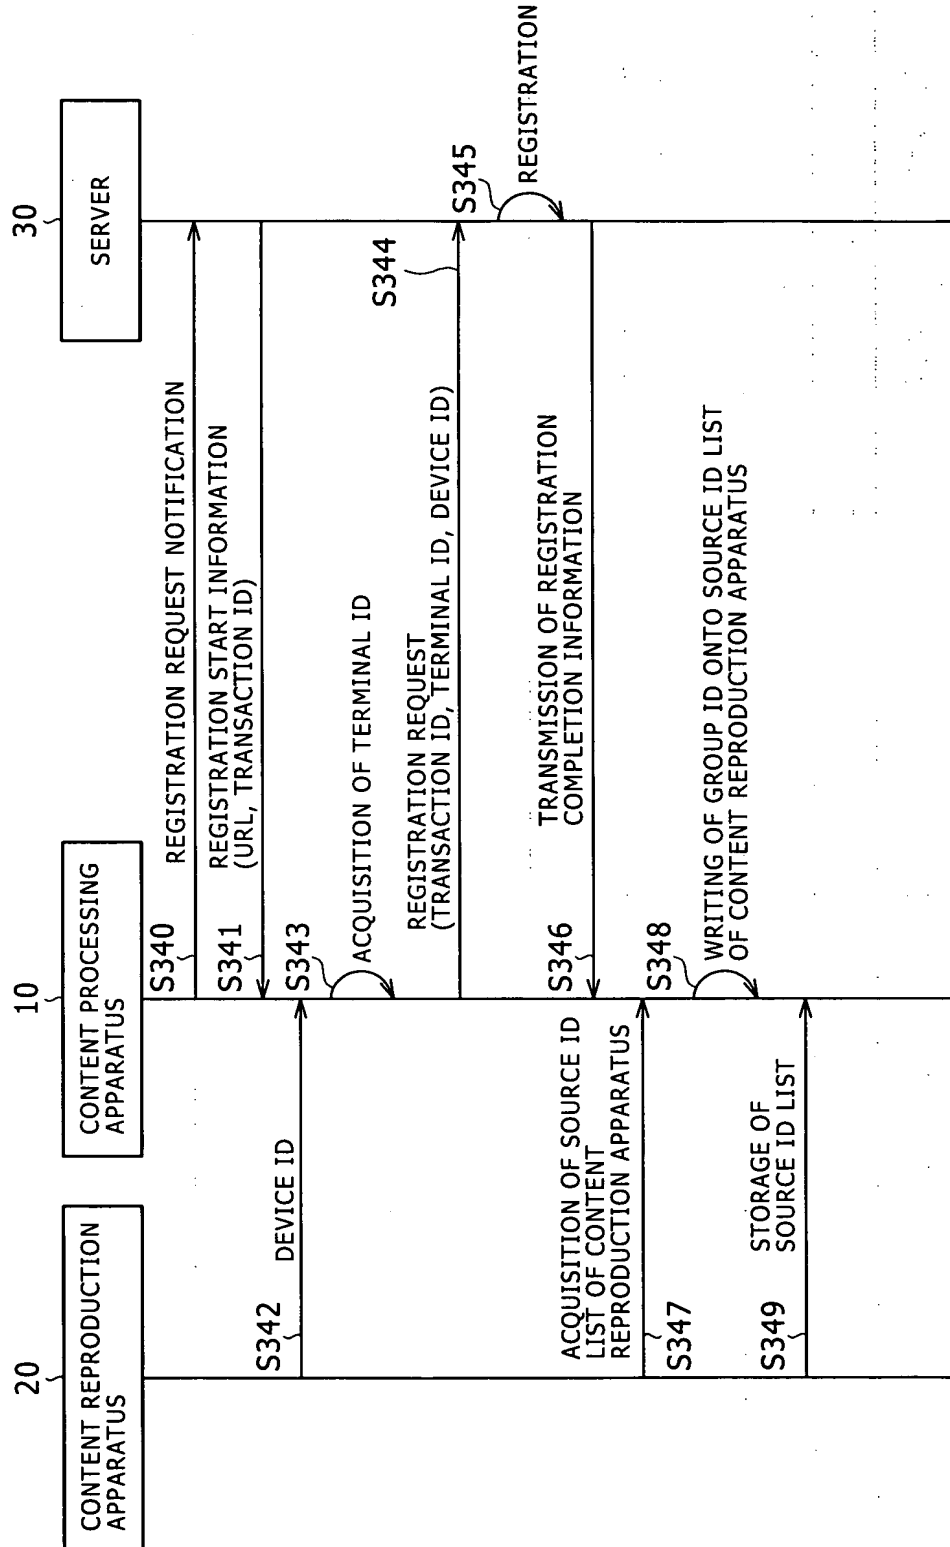 20
CONTENT REPRODUCTION
APPARATUS
10
CONTENT PROCESSING
APPARATUS
30
SERVER
S340
REGISTRATION REQUEST NOTIFICATION
S341
REGISTRATION START INFORMATION
(URL, TRANSACTION ID)
S342
DEVICE ID
S343
ACQUISITION OF TERMINAL ID
REGISTRATION REQUEST
(TRANSACTION ID, TERMINAL ID, DEVICE ID)
S344
S345
REGISTRATION
S346
TRANSMISSION OF REGISTRATION
COMPLETION INFORMATION
ACQUISITION OF SOURCE ID
LIST OF CONTENT
REPRODUCTION APPARATUS
S347
S348
WRITING OF GROUP ID ONTO SOURCE ID LIST
OF CONTENT REPRODUCTION APPARATUS
S349
STORAGE OF
SOURCE ID LIST